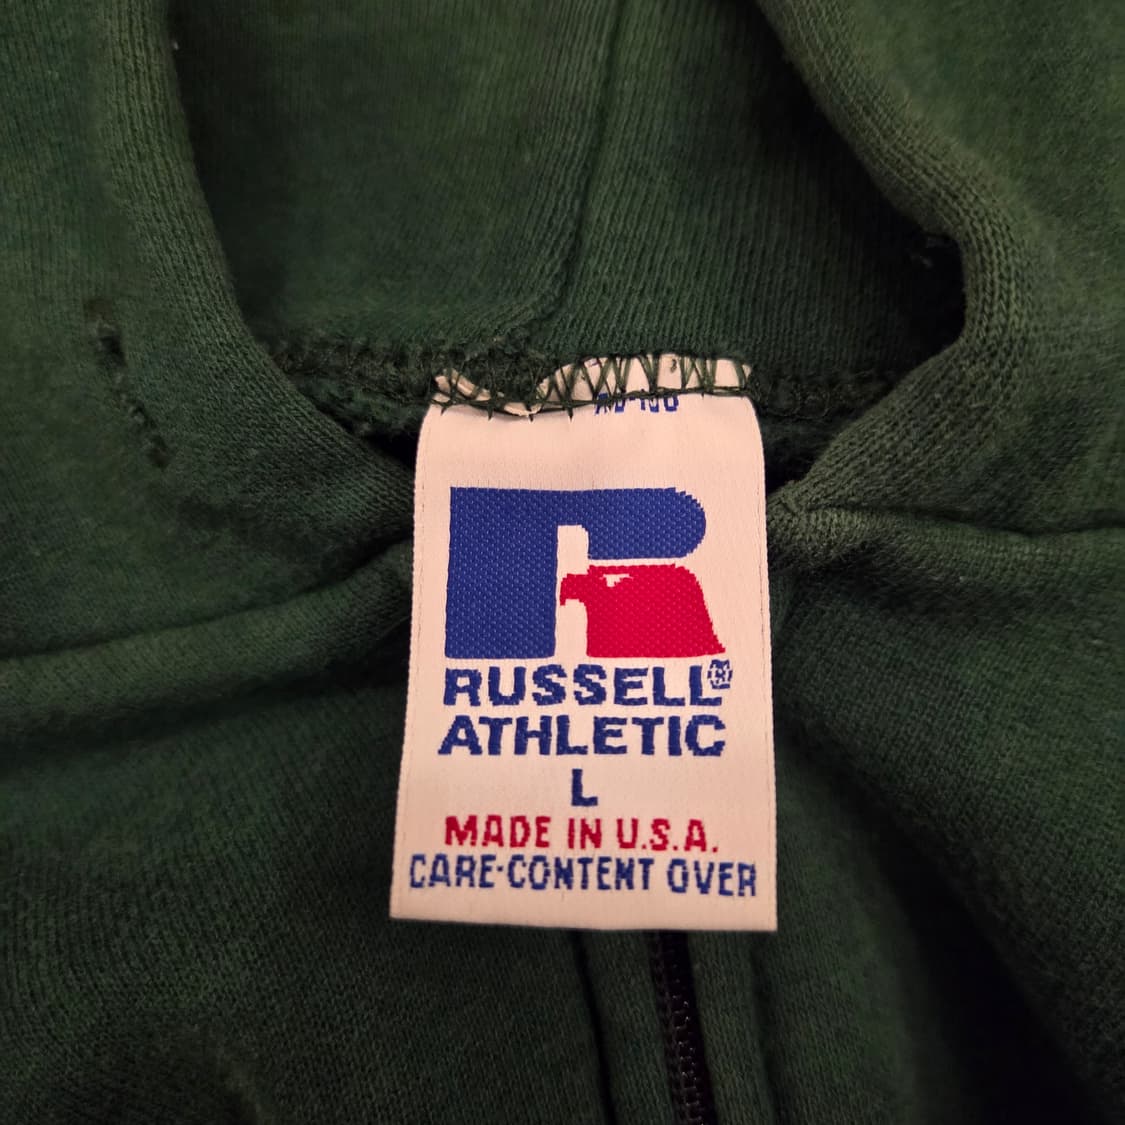 RUSSELL®
ATHLETIC
L
MADE IN U.S.A.
CARE·CONTENT OVER